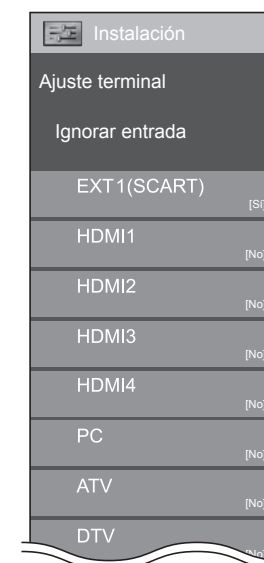 Instalación
Ajuste terminal
Ignorar entrada
EXT1(SCART)
[Sí]
HDMI1
[No]
HDMI2
[No]
HDMI3
[No]
HDMI4
[No]
PC
[No]
ATV
[No]
DTV
[No]